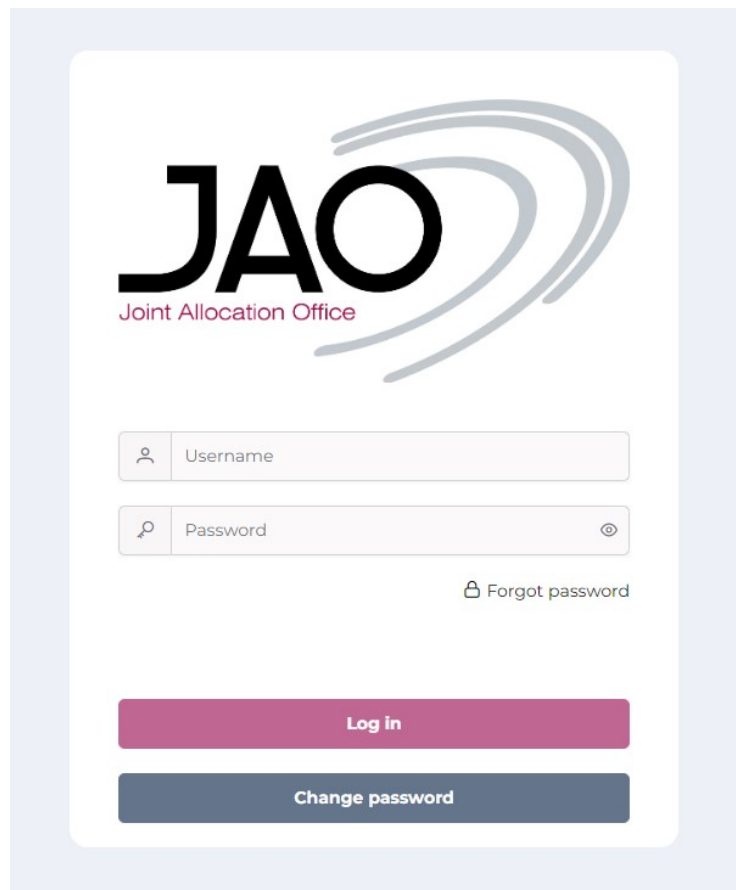 JAO
Joint Allocation Office
Username
Password
Forgot password
Log in
Change password